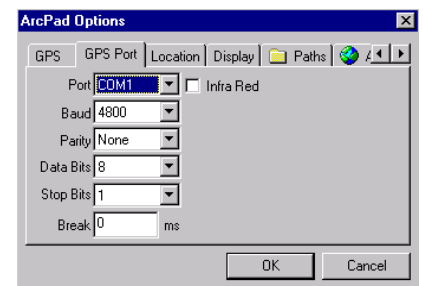 ArcPad Options
GPS GPS Port Location Display Paths
Port COM1 Infra Red
Baud 4800
Parity None
Data Bits 8
Stop Bits 1
Break 0 ms
OK Cancel